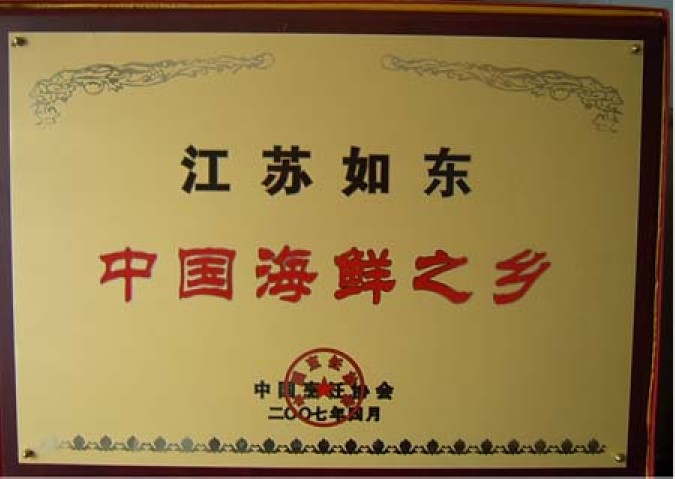 江苏如东
中国海鲜之乡
中国烹饪协会
二〇〇七年四月